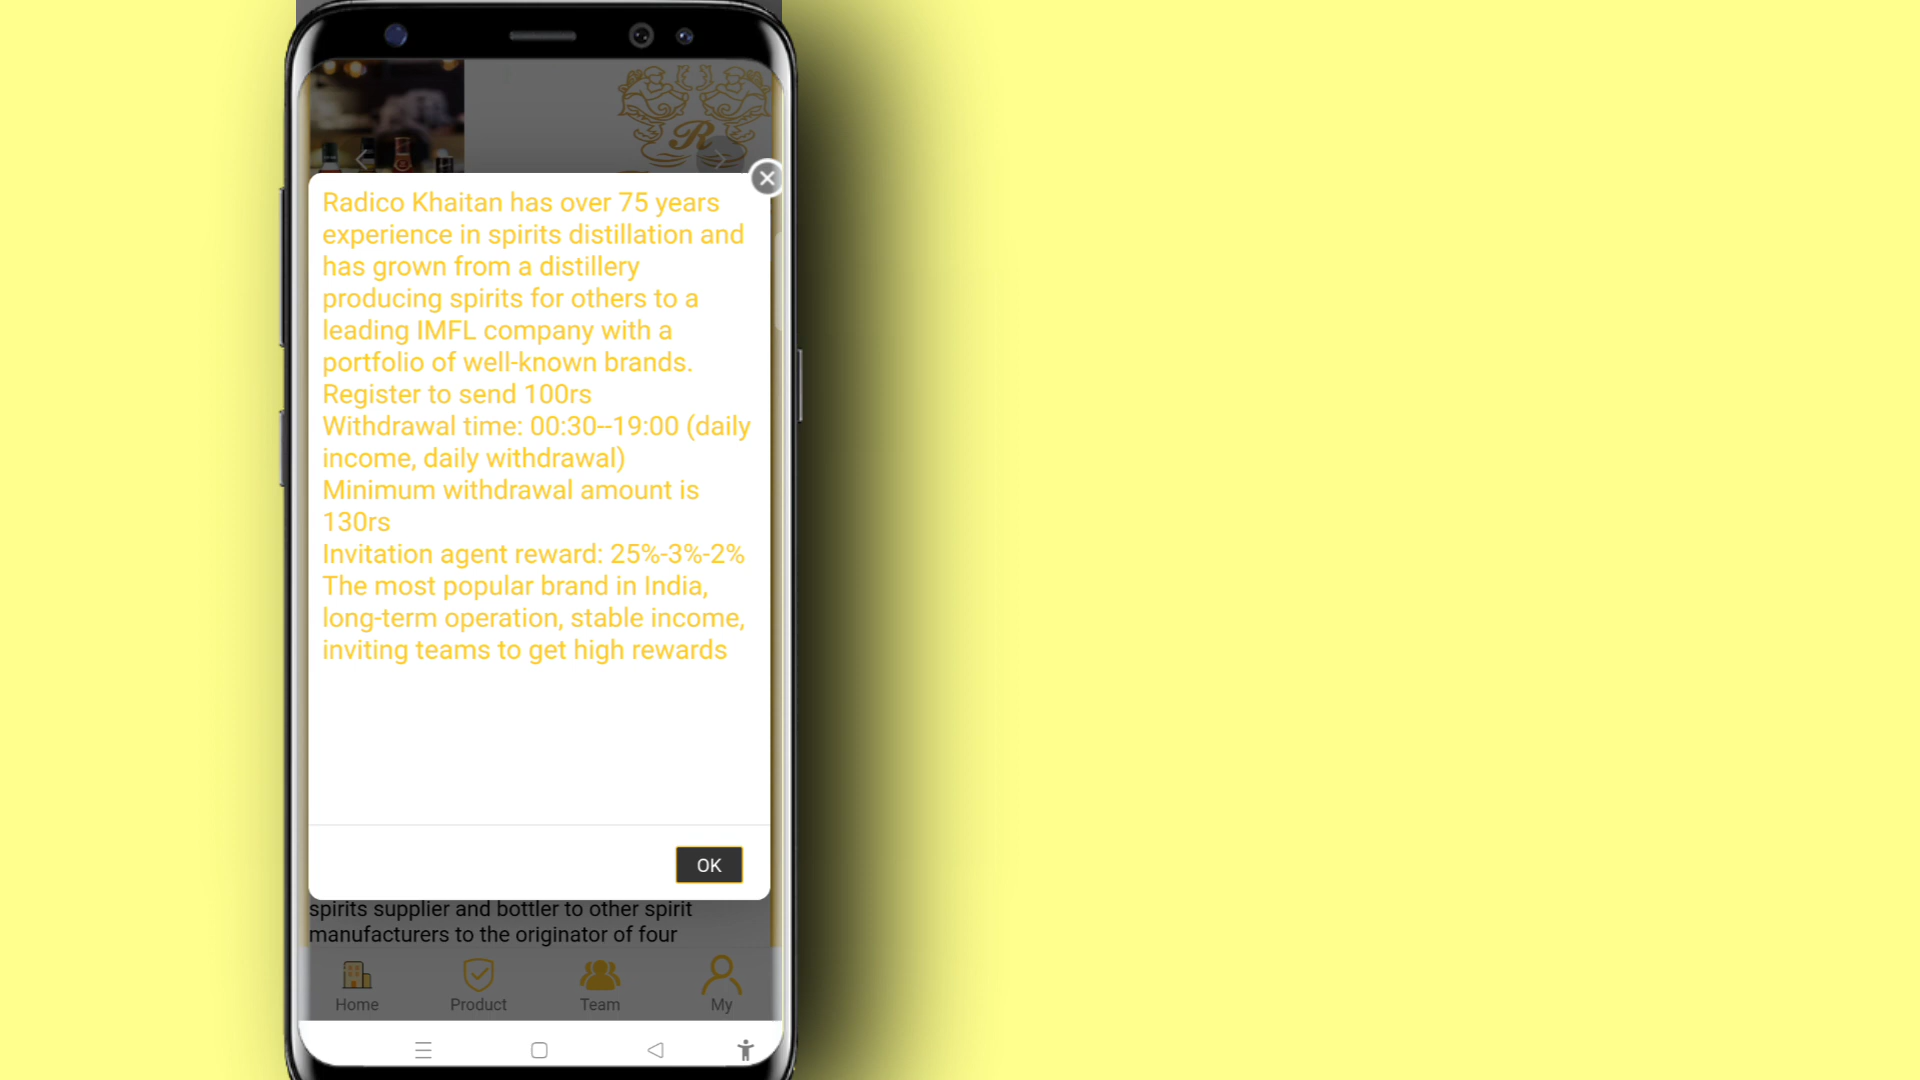 R
Radico Khaitan has over 75 years
experience in spirits distillation and
has grown from a distillery
producing spirits for others to a
leading IMFL company with a
portfolio of well-known brands.
Register to send 100rs
Withdrawal time: 00:30--19:00 (daily
income, daily withdrawal)
Minimum withdrawal amount is
130rs
Invitation agent reward: 25%-3%-2%
The most popular brand in India,
long-term operation, stable income,
inviting teams to get high rewards
OK
spirits supplier and bottler to other spirit
manufacturers to the originator of four
Home Product Team My